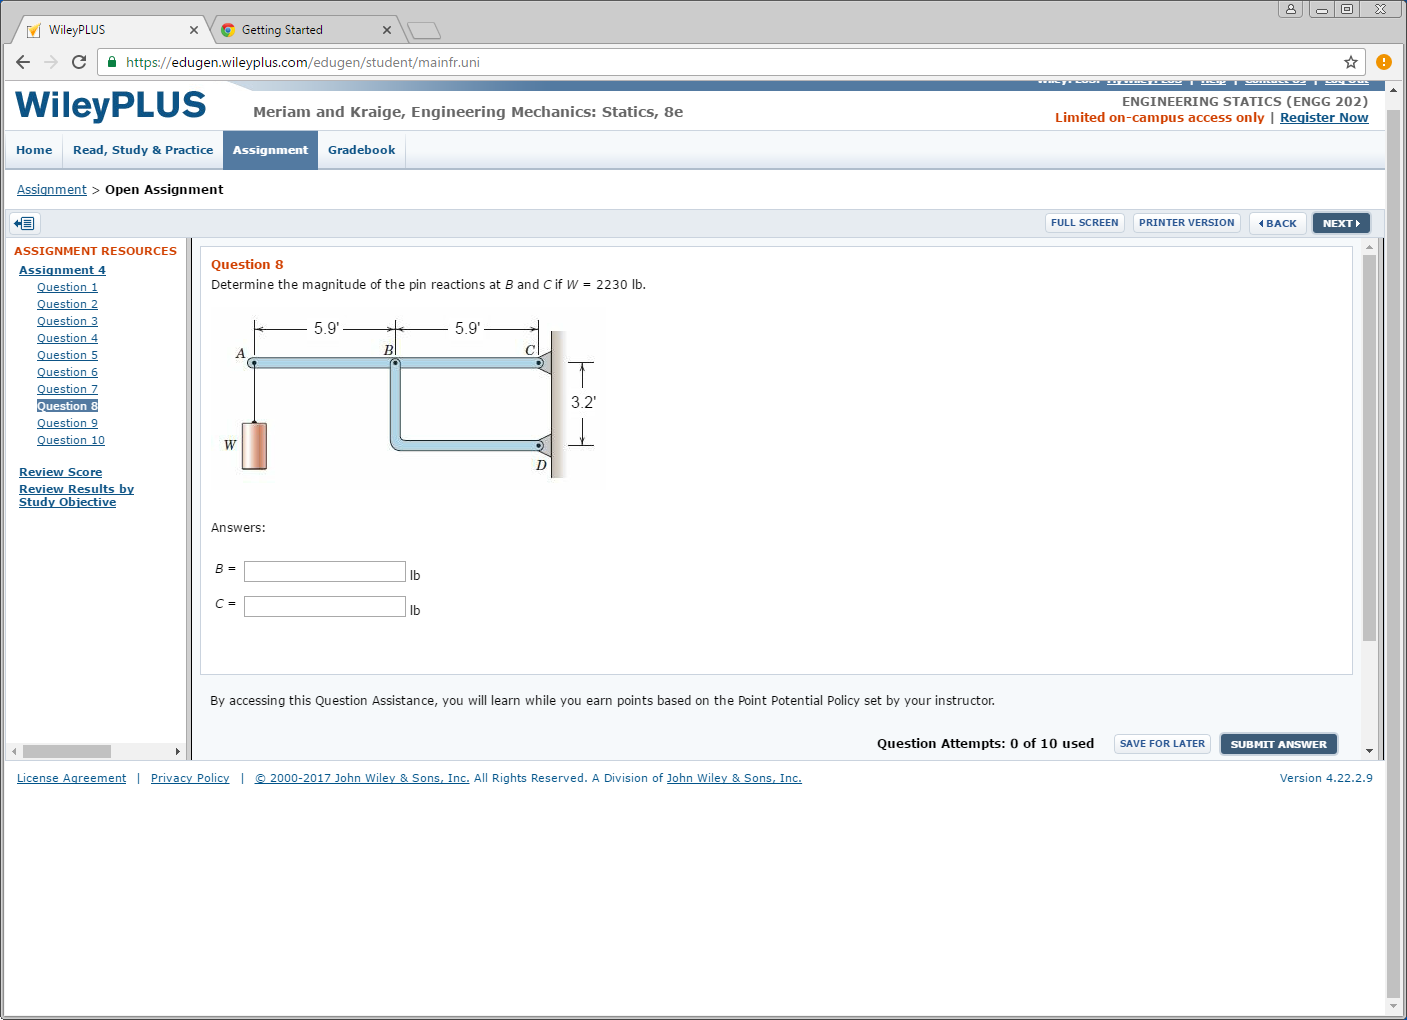 WileyPLUS
Getting Started
https://edugen.wileyplus.com/edugen/student/mainfr.uni
WileyPLUS
Meriam and Kraige, Engineering Mechanics: Statics, 8e
ENGINEERING STATICS (ENGG 202)
Limited on-campus access only | Register Now
Home Read, Study & Practice Assignment Gradebook
Assignment > Open Assignment
FULL SCREEN PRINTER VERSION BACK NEXT
ASSIGNMENT RESOURCES
Assignment 4
Question 1
Question 2
Question 3
Question 4
Question 5
Question 6
Question 7
Question 8
Question 9
Question 10
Review Score
Review Results by
Study Objective
Question 8
Determine the magnitude of the pin reactions at B and C if W = 2230 lb.
5.9' 5.9'
A B C
3.2'
W
D
Answers:
B = lb
C = lb
By accessing this Question Assistance, you will learn while you earn points based on the Point Potential Policy set by your instructor.
Question Attempts: 0 of 10 used SAVE FOR LATER SUBMIT ANSWER
License Agreement | Privacy Policy | © 2000-2017 John Wiley & Sons, Inc. All Rights Reserved. A Division of John Wiley & Sons, Inc.
Version 4.22.2.9